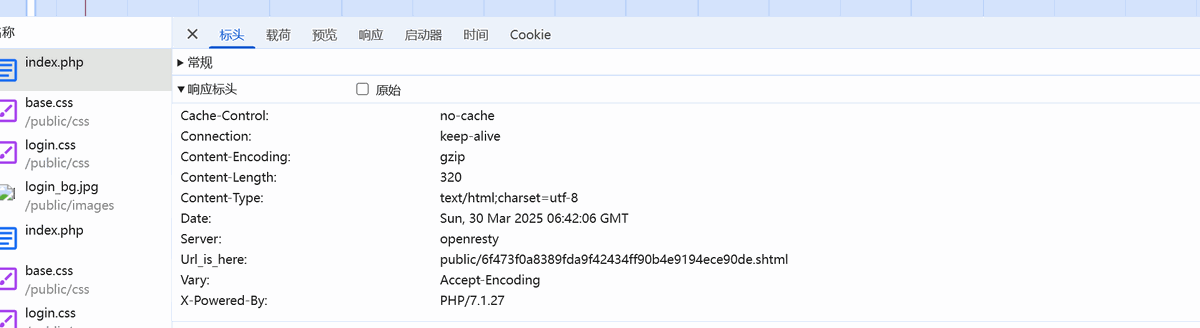 名称
标头 载荷 预览 响应 启动器 时间 Cookie
index.php
常规
响应标头 原始
base.css
/public/css
Cache-Control: no-cache
Connection: keep-alive
login.css
/public/css
Content-Encoding: gzip
Content-Length: 320
login_bg.jpg
/public/images
Content-Type: text/html;charset=utf-8
Date: Sun, 30 Mar 2025 06:42:06 GMT
index.php
Server: openresty
Url_is_here: public/6f473f0a8389fda9f42434ff90b4e9194ece90de.shtml
base.css
/public/css
Vary: Accept-Encoding
X-Powered-By: PHP/7.1.27
login.css